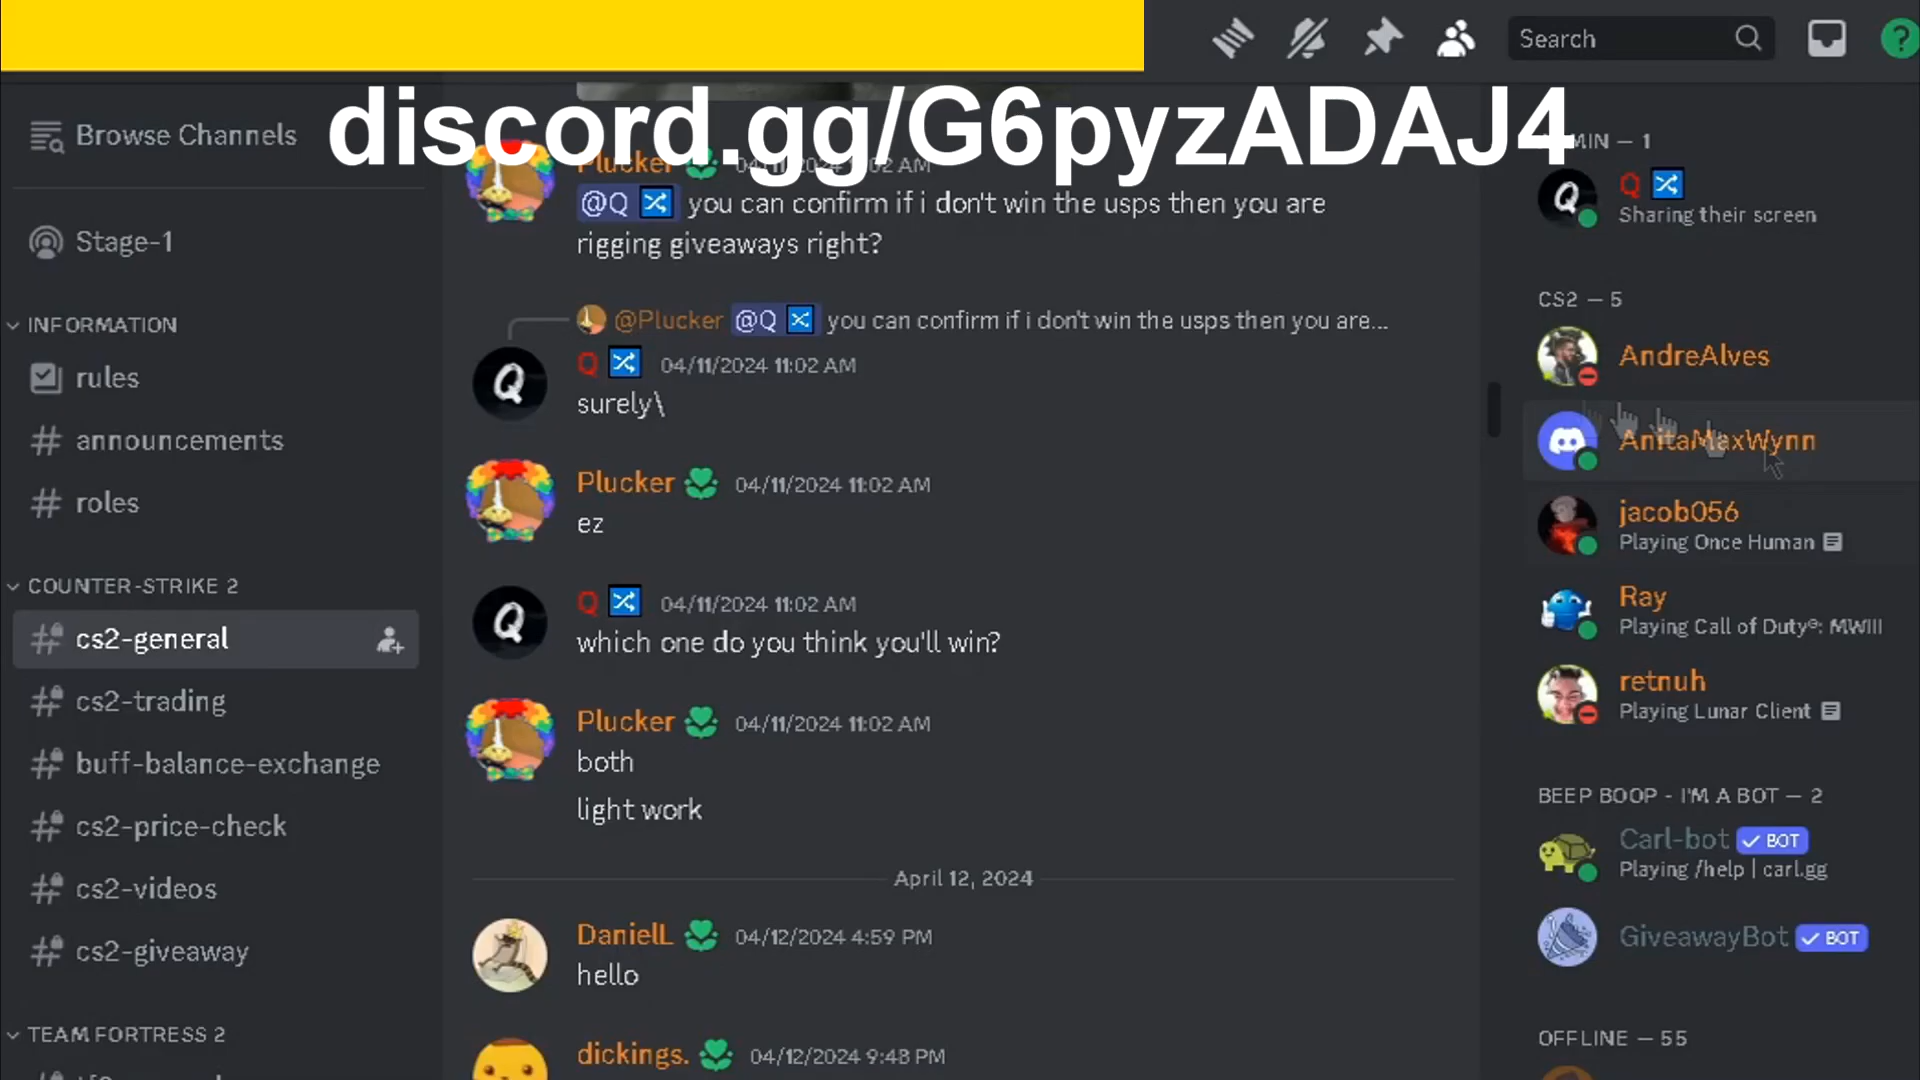 Search
?
discord.gg/G6pyzADAJ4
Browse Channels
Stage-1
INFORMATION
rules
announcements
roles
COUNTER-STRIKE 2
cs2-general
cs2-trading
buff-balance-exchange
cs2-price-check
cs2-videos
cs2-giveaway
TEAM FORTRESS 2
Plucker
@Q you can confirm if i don't win the usps then you are
rigging giveaways right?
@Plucker @Q you can confirm if i don't win the usps then you are...
Q 04/11/2024 11:02 AM
surely\
Plucker 04/11/2024 11:02 AM
ez
Q 04/11/2024 11:02 AM
which one do you think you'll win?
Plucker 04/11/2024 11:02 AM
both
light work
April 12, 2024
DanielL 04/12/2024 4:59 PM
hello
dickings. 04/12/2024 9:48 PM
— 1
Q
Sharing their screen
CS2 — 5
AndreAlves
AnitaMaxWynn
jacob056
Playing Once Human
Ray
Playing Call of Duty®: MWIII
retnuh
Playing Lunar Client
BEEP BOOP - I'M A BOT — 2
Carl-bot BOT
Playing /help | carl.gg
GiveawayBot BOT
OFFLINE — 55